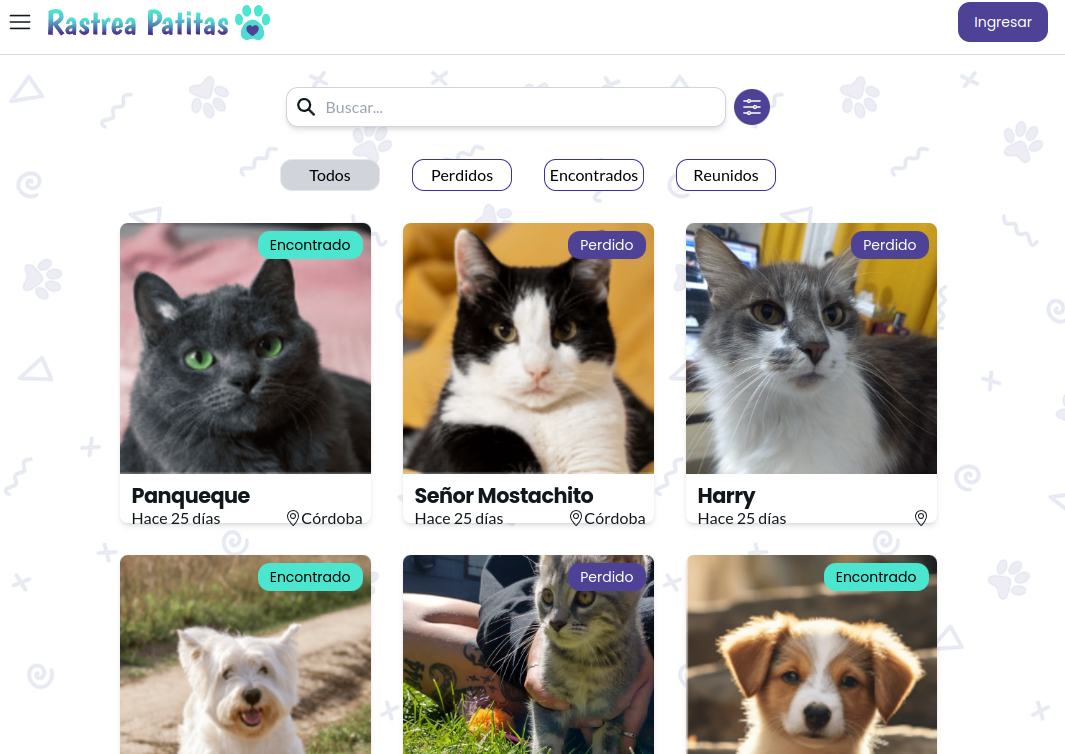 Rastrea Patitas
Ingresar
Buscar...
Todos
Perdidos
Encontrados
Reunidos
Encontrado
Perdido
Perdido
Panqueque
Hace 25 días
Córdoba
Señor Mostachito
Hace 25 días
Córdoba
Harry
Hace 25 días
Encontrado
Perdido
Encontrado